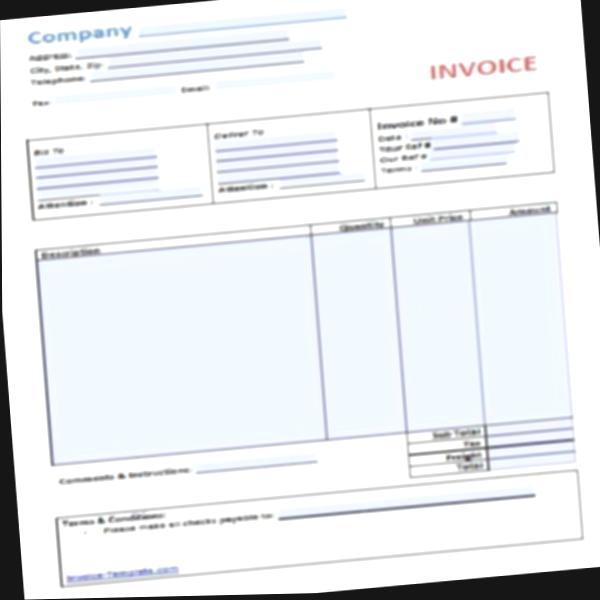 Company
Address:
City, State, Zip:
Telephone:
Fax Email:
INVOICE
Bill To
Attention :
Deliver To
Attention :
Invoice No #
Date :
Your Ref #
Our Ref #
Terms :
Description Quantity Unit Price Amount
Sub Total
Tax
Freight
Total
Comments & Instructions:
Terms & Conditions:
Please make all checks payable to:
Invoice-Template.com